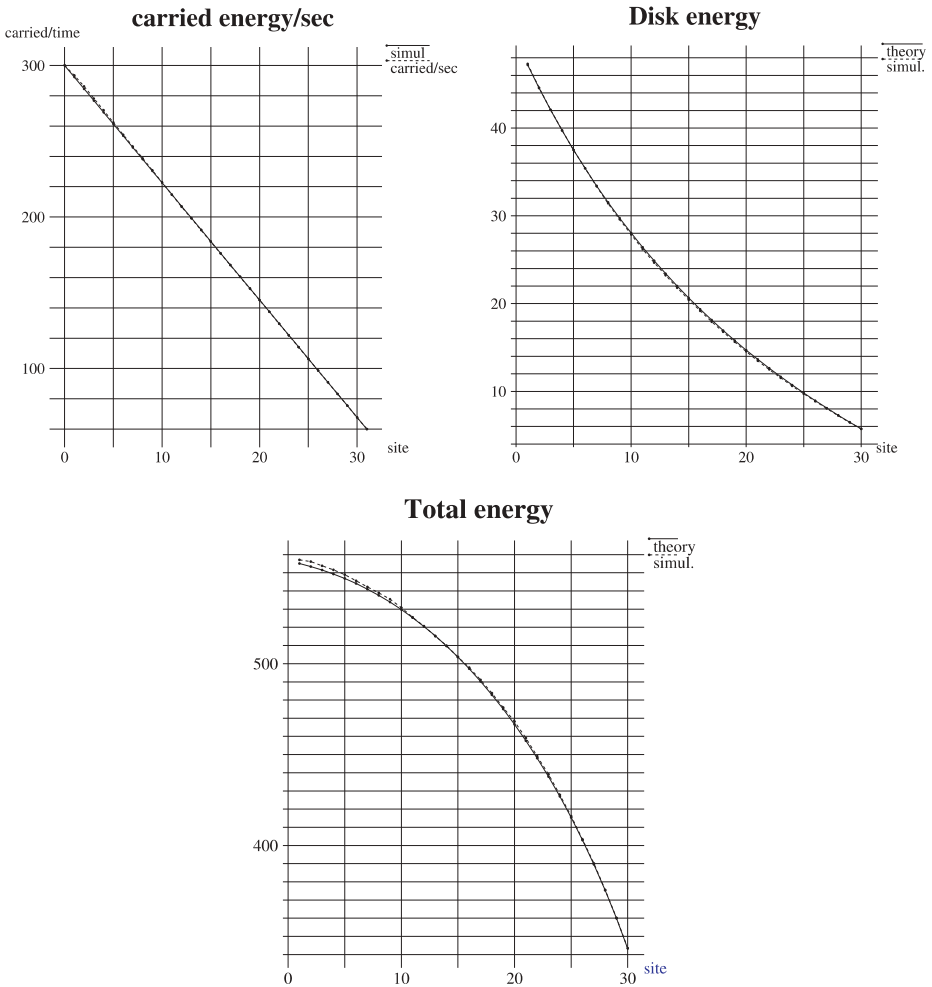 carried energy/sec
carried/time
simul
carried/sec
300
200
100
0
10
20
30
site
Disk energy
theory
simul.
40
30
20
10
0
10
20
30
site
Total energy
theory
simul.
500
400
0
10
20
30
site